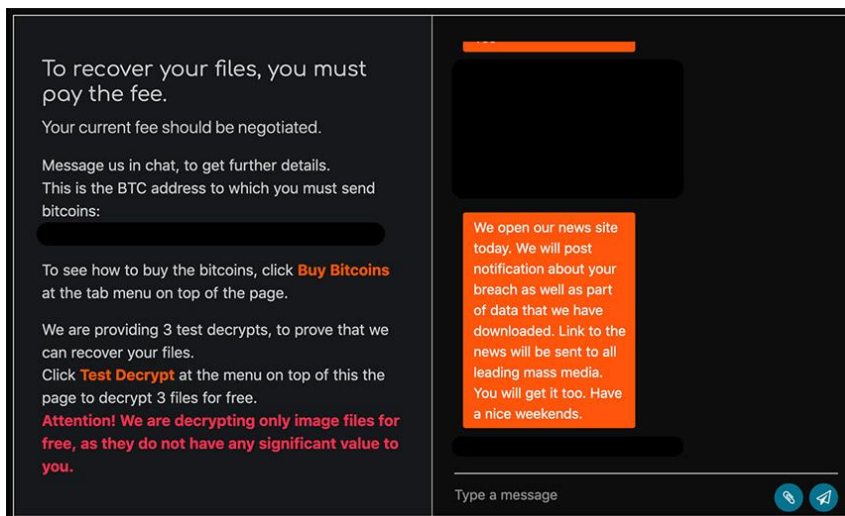 To recover your files, you must
pay the fee.
Your current fee should be negotiated.
Message us in chat, to get further details.
This is the BTC address to which you must send
bitcoins:
To see how to buy the bitcoins, click Buy Bitcoins
at the tab menu on top of the page.
We are providing 3 test decrypts, to prove that we
can recover your files.
Click Test Decrypt at the menu on top of this the
page to decrypt 3 files for free.
Attention! We are decrypting only image files for
free, as they do not have any significant value to
you.
We open our news site
today. We will post
notification about your
breach as well as part
of data that we have
downloaded. Link to the
news will be sent to all
leading mass media.
You will get it too. Have
a nice weekends.
Type a message